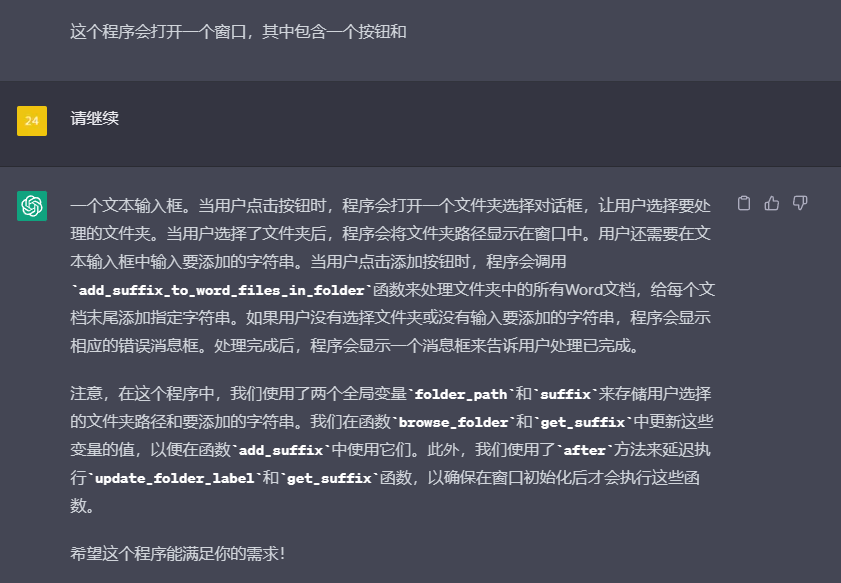 这个程序会打开一个窗口，其中包含一个按钮和
24
请继续
一个文本输入框。当用户点击按钮时，程序会打开一个文件夹选择对话框，让用户选择要处
理的文件夹。当用户选择了文件夹后，程序会将文件夹路径显示在窗口中。用户还需要在文
本输入框中输入要添加的字符串。当用户点击添加按钮时，程序会调用
`add_suffix_to_word_files_in_folder`函数来处理文件夹中的所有Word文档，给每个文
档末尾添加指定字符串。如果用户没有选择文件夹或没有输入要添加的字符串，程序会显示
相应的错误消息框。处理完成后，程序会显示一个消息框来告诉用户处理已完成。
注意，在这个程序中，我们使用了两个全局变量`folder_path`和`suffix`来存储用户选择
的文件夹路径和要添加的字符串。我们在函数`browse_folder`和`get_suffix`中更新这些
变量的值，以便在函数`add_suffix`中使用它们。此外，我们使用了`after`方法来延迟执
行`update_folder_label`和`get_suffix`函数，以确保在窗口初始化后才会执行这些函
数。
希望这个程序能满足你的需求！